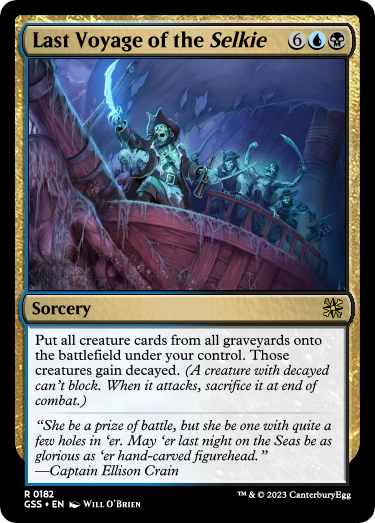 Last Voyage of the Selkie 6
Sorcery
Put all creature cards from all graveyards onto
the battlefield under your control. Those
creatures gain decayed. (A creature with decayed
can’t block. When it attacks, sacrifice it at end of
combat.)
“She be a prize of battle, but she be one with quite a
few holes in ‘er. May ‘er last night on the Seas be as
glorious as ‘er hand-carved figurehead.”
—Captain Ellison Crain
R 0182
GSS • EN Will O’Brien ™ & © 2023 CanterburyEgg